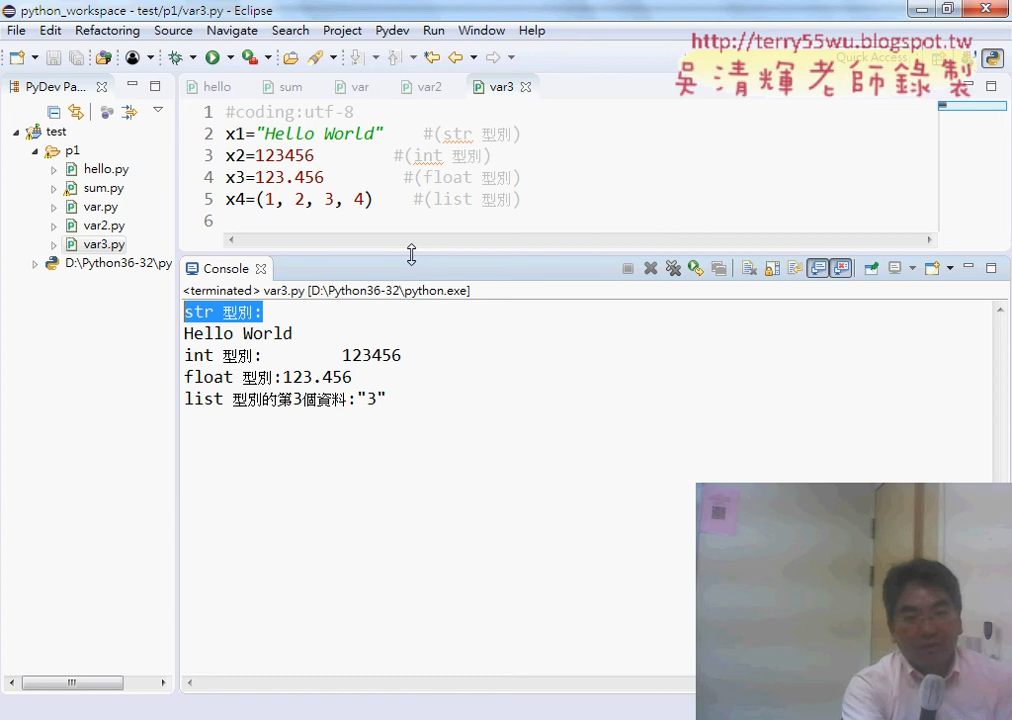 python_workspace - test/p1/var3.py - Eclipse
File Edit Refactoring Source Navigate Search Project Pydev Run Window Help
http://terry55wu.blogspot.tw
Quick Access
吳清輝老師錄製
PyDev Pa...
hello sum var var2 var3
test
p1
hello.py
sum.py
var.py
var2.py
var3.py
D:\Python36-32\py
1 #coding:utf-8
2 x1="Hello World" #(str 型別)
3 x2=123456 #(int 型別)
4 x3=123.456 #(float 型別)
5 x4=(1, 2, 3, 4) #(list 型別)
6
Console
<terminated> var3.py [D:\Python36-32\python.exe]
str 型別:
Hello World
int 型別: 123456
float 型別:123.456
list 型別的第3個資料:"3"